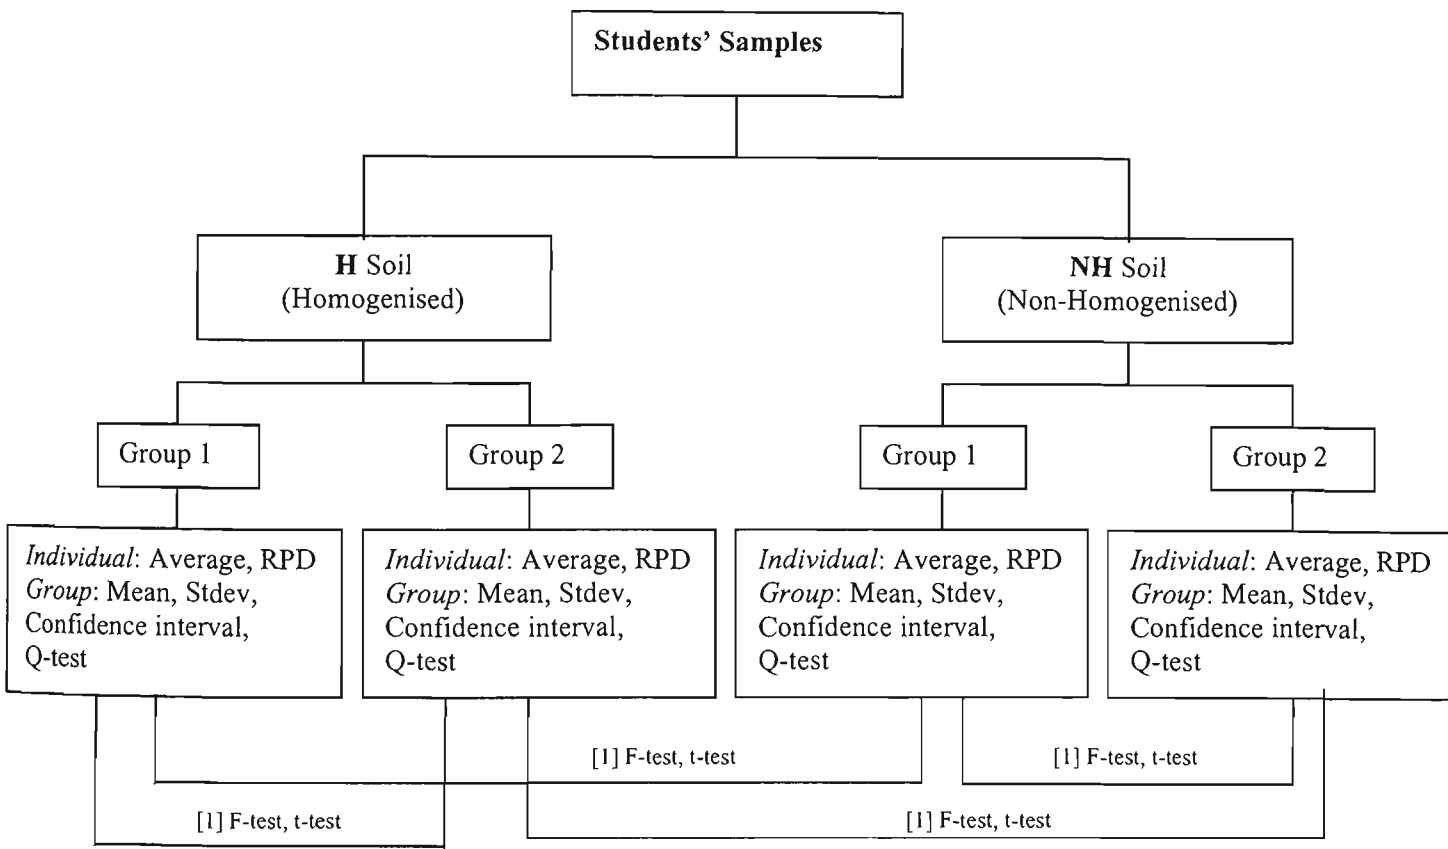 Students' Samples
H Soil
(Homogenised)
NH Soil
(Non-Homogenised)
Group 1
Group 2
Group 1
Group 2
Individual: Average, RPD
Group: Mean, Stdev,
Confidence interval,
Q-test
Individual: Average, RPD
Group: Mean, Stdev,
Confidence interval,
Q-test
Individual: Average, RPD
Group: Mean, Stdev,
Confidence interval,
Q-test
Individual: Average, RPD
Group: Mean, Stdev,
Confidence interval,
Q-test
[1] F-test, t-test
[1] F-test, t-test
[1] F-test, t-test
[1] F-test, t-test